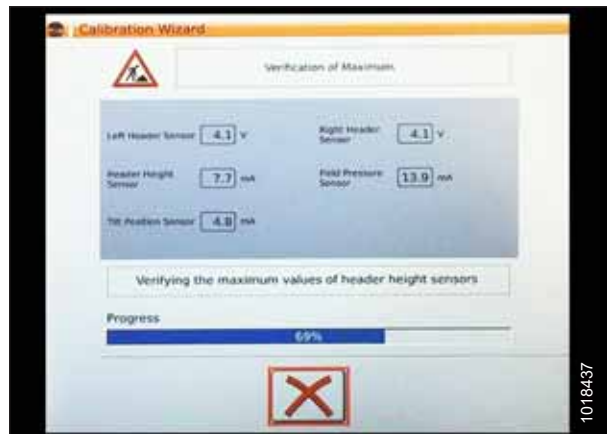 Calibration Wizard
Verification of Maximum
Left Header Sensor 4.1 V
Right Header Sensor 4.1 V
Header Height Sensor 7.7 mA
Field Pressure Sensor 13.9 mA
Tilt Position Sensor 4.8 mA
Verifying the maximum values of header height sensors
Progress
69%
1018437